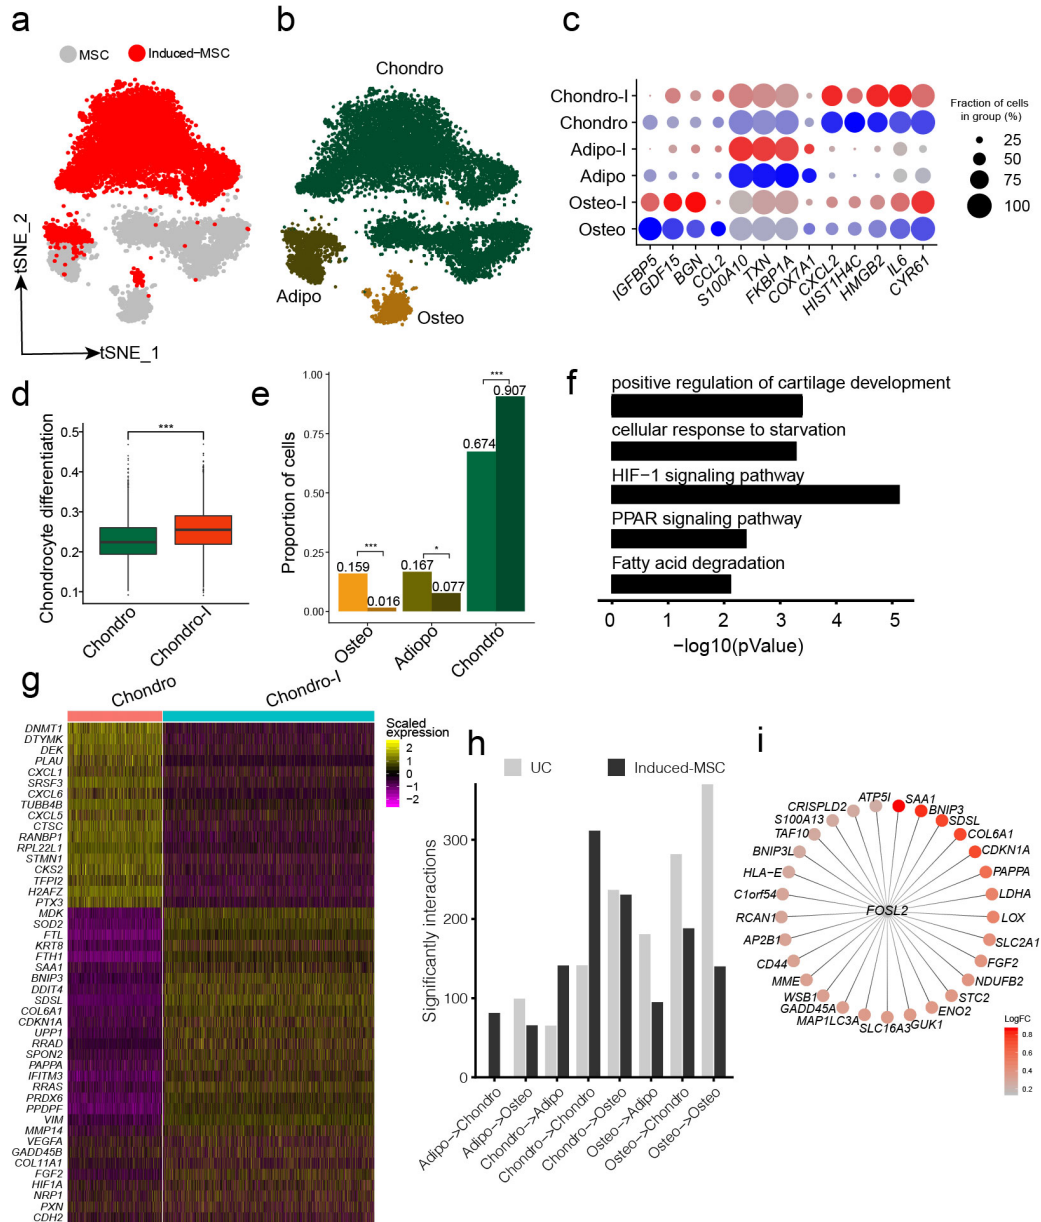 a
MSC
Induced−MSC
tSNE_2
tSNE_1
b
Chondro
Adipo
Osteo
c
Chondro-I
Chondro
Adipo-I
Adipo
Osteo-I
Osteo
IGFBP5
GDF15
BGN
CCL2
S100A10
TXN
FKBP1A
COX7A1
CXCL2
HIST1H4C
HMGB2
IL6
CYR61
Fraction of cells
in group (%)
25
50
75
100
d
Chondrocyte differentiation
0.5
0.4
0.3
0.2
0.1
***
Chondro
Chondro-I
e
Proportion of cells
1.00
0.75
0.50
0.25
0.00
***
0.159
0.016
*
0.167
0.077
***
0.674
0.907
Osteo
Adiopo
Chondro
f
positive regulation of cartilage development
cellular response to starvation
HIF−1 signaling pathway
PPAR signaling pathway
Fatty acid degradation
0 1 2 3 4 5
−log10(pValue)
g
Chondro
Chondro-I
DNMT1
DTYMK
DEK
PLAU
CXCL1
SRSF3
CXCL6
TUBB4B
CXCL5
CTSC
RANBP1
RPL22L1
STMN1
CKS2
TFPI2
H2AFZ
PTX3
MDK
SOD2
FTL
KRT8
FTH1
SAA1
BNIP3
DDIT4
SDSL
COL6A1
CDKN1A
UPP1
RRAD
SPON2
PAPPA
IFITM3
RRAS
PRDX6
PPDPF
VIM
MMP14
VEGFA
GADD45B
COL11A1
FGF2
HIF1A
NRP1
PXN
CDH2
Scaled
expression
2
1
0
−1
−2
h
UC
Induced-MSC
Significantly interactions
300
200
100
0
Adipo−>Chondro
Adipo−>Osteo
Chondro−>Adipo
Chondro−>Chondro
Chondro−>Osteo
Osteo−>Adipo
Osteo−>Chondro
Osteo−>Osteo
i
FOSL2
SAA1
BNIP3
SDSL
COL6A1
CDKN1A
PAPPA
LDHA
LOX
SLC2A1
FGF2
NDUFB2
STC2
ENO2
GUK1
SLC16A3
MAP1LC3A
GADD45A
WSB1
MME
CD44
AP2B1
RCAN1
C1orf54
HLA−E
BNIP3L
TAF10
S100A13
CRISPLD2
ATP5I
LogFC
0.8
0.6
0.4
0.2